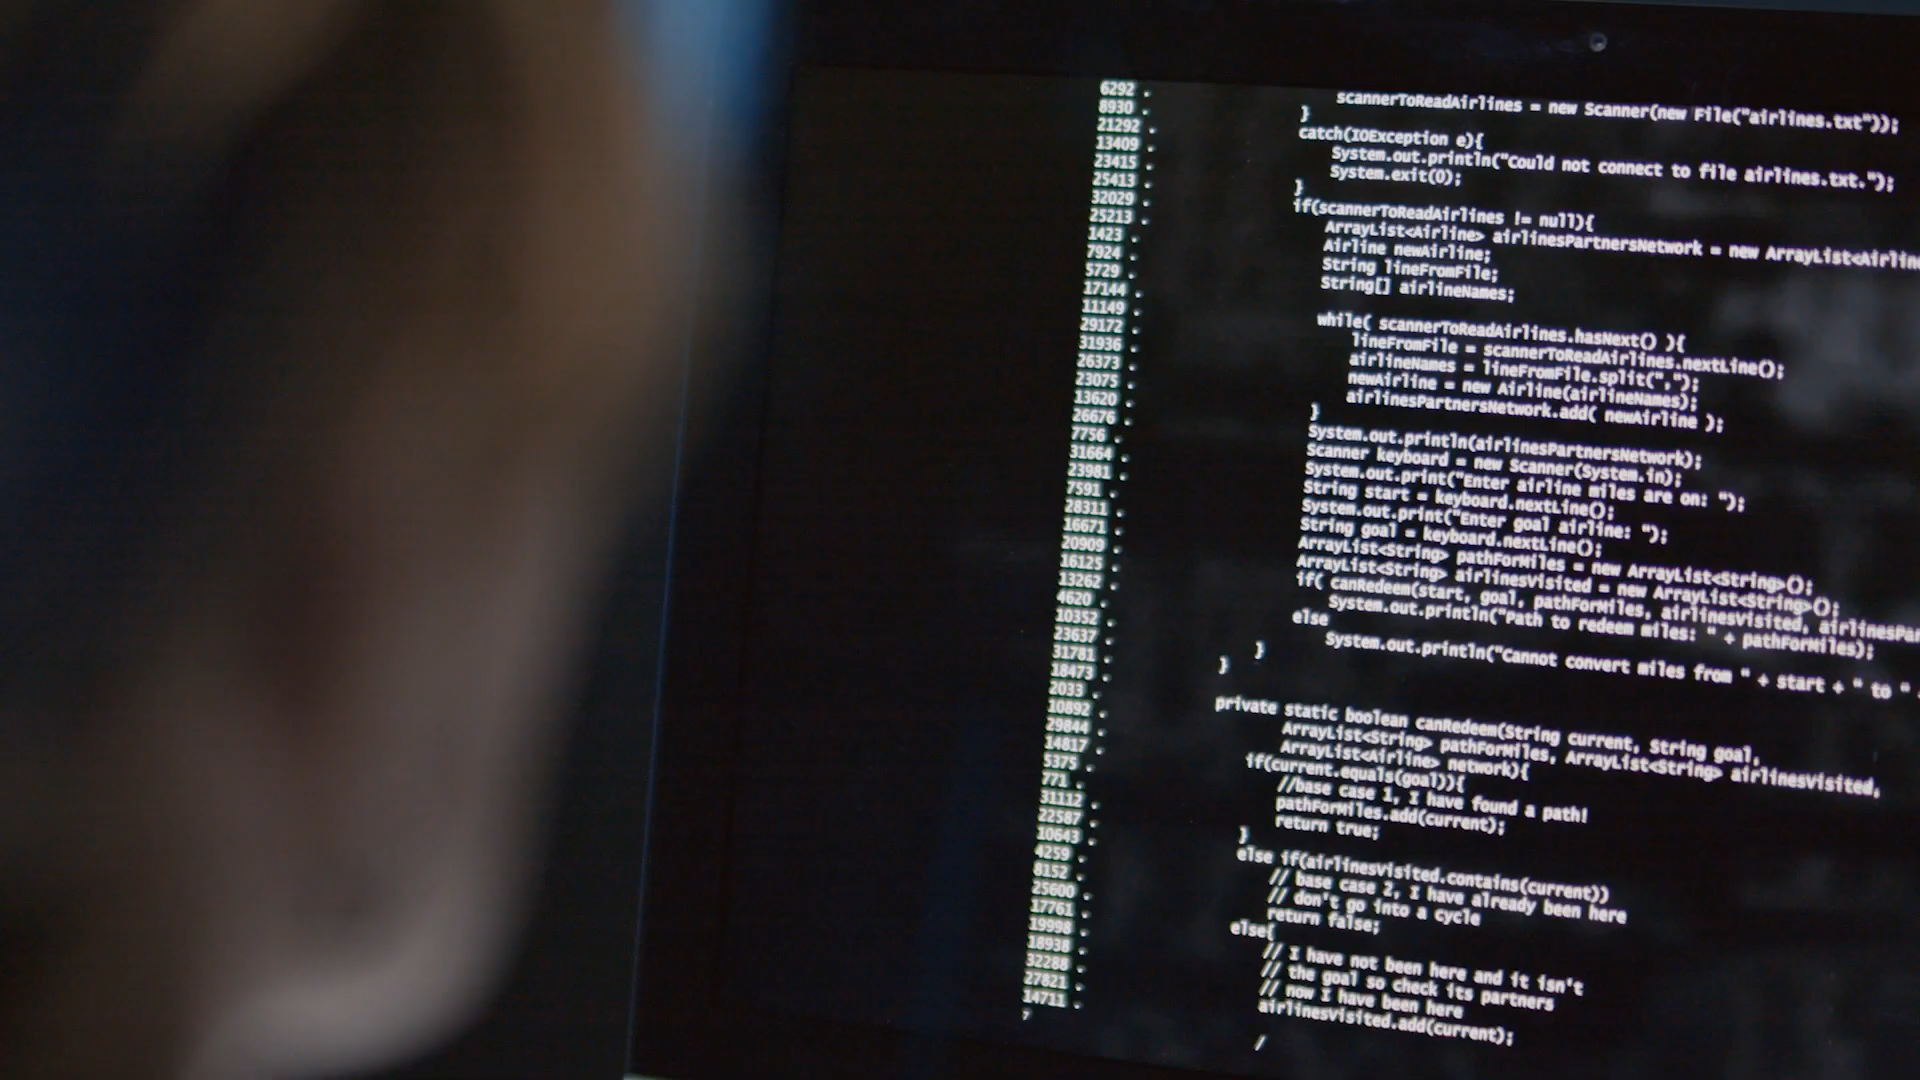 6292 . scannerToReadAirlines = new Scanner(new File("airlines.txt"));
8930 . }
21292 . catch(IOException e){
13409 . System.out.println("Could not connect to file airlines.txt.");
23415 . System.exit(0);
25413 . }
32029 . if(scannerToReadAirlines != null){
25213 . ArrayList<Airline> airlinesPartnersNetwork = new ArrayList<Airline
1423 . Airline newAirline;
7924 . String lineFromFile;
5729 . String[] airlineNames;
17144 .
11149 . while( scannerToReadAirlines.hasNext() ){
29172 . lineFromFile = scannerToReadAirlines.nextLine();
31936 . airlineNames = lineFromFile.split(",");
26373 . newAirline = new Airline(airlineNames);
23075 . airlinesPartnersNetwork.add( newAirline );
13620 . }
26676 . System.out.println(airlinesPartnersNetwork);
7756 . Scanner keyboard = new Scanner(System.in);
31664 . System.out.print("Enter airline miles are on: ");
23981 . String start = keyboard.nextLine();
7591 . System.out.print("Enter goal airline: ");
28311 . String goal = keyboard.nextLine();
16671 . ArrayList<String> pathForMiles = new ArrayList<String>();
20909 . ArrayList<String> airlinesVisited = new ArrayList<String>();
16125 . if( canRedeem(start, goal, pathForMiles, airlinesVisited, airlinesPar
13262 . System.out.println("Path to redeem miles: " + pathForMiles);
4620 . else
10352 . System.out.println("Cannot convert miles from " + start + " to " +
23637 . }
31781 . }
18473 .
2033 . private static boolean canRedeem(String current, String goal,
10892 . ArrayList<String> pathForMiles, ArrayList<String> airlinesVisited,
29844 . ArrayList<Airline> network){
14817 . if(current.equals(goal)){
5375 . //base case 1, I have found a path!
771 . pathForMiles.add(current);
31112 . return true;
22587 . }
10643 . else if(airlinesVisited.contains(current))
4259 . // base case 2, I have already been here
8152 . // don't go into a cycle
25600 . return false;
17761 . else{
19998 . // I have not been here and it isn't
18938 . // the goal so check its partners
32288 . // now I have been here
27821 . airlinesVisited.add(current);
14711 .
7 /